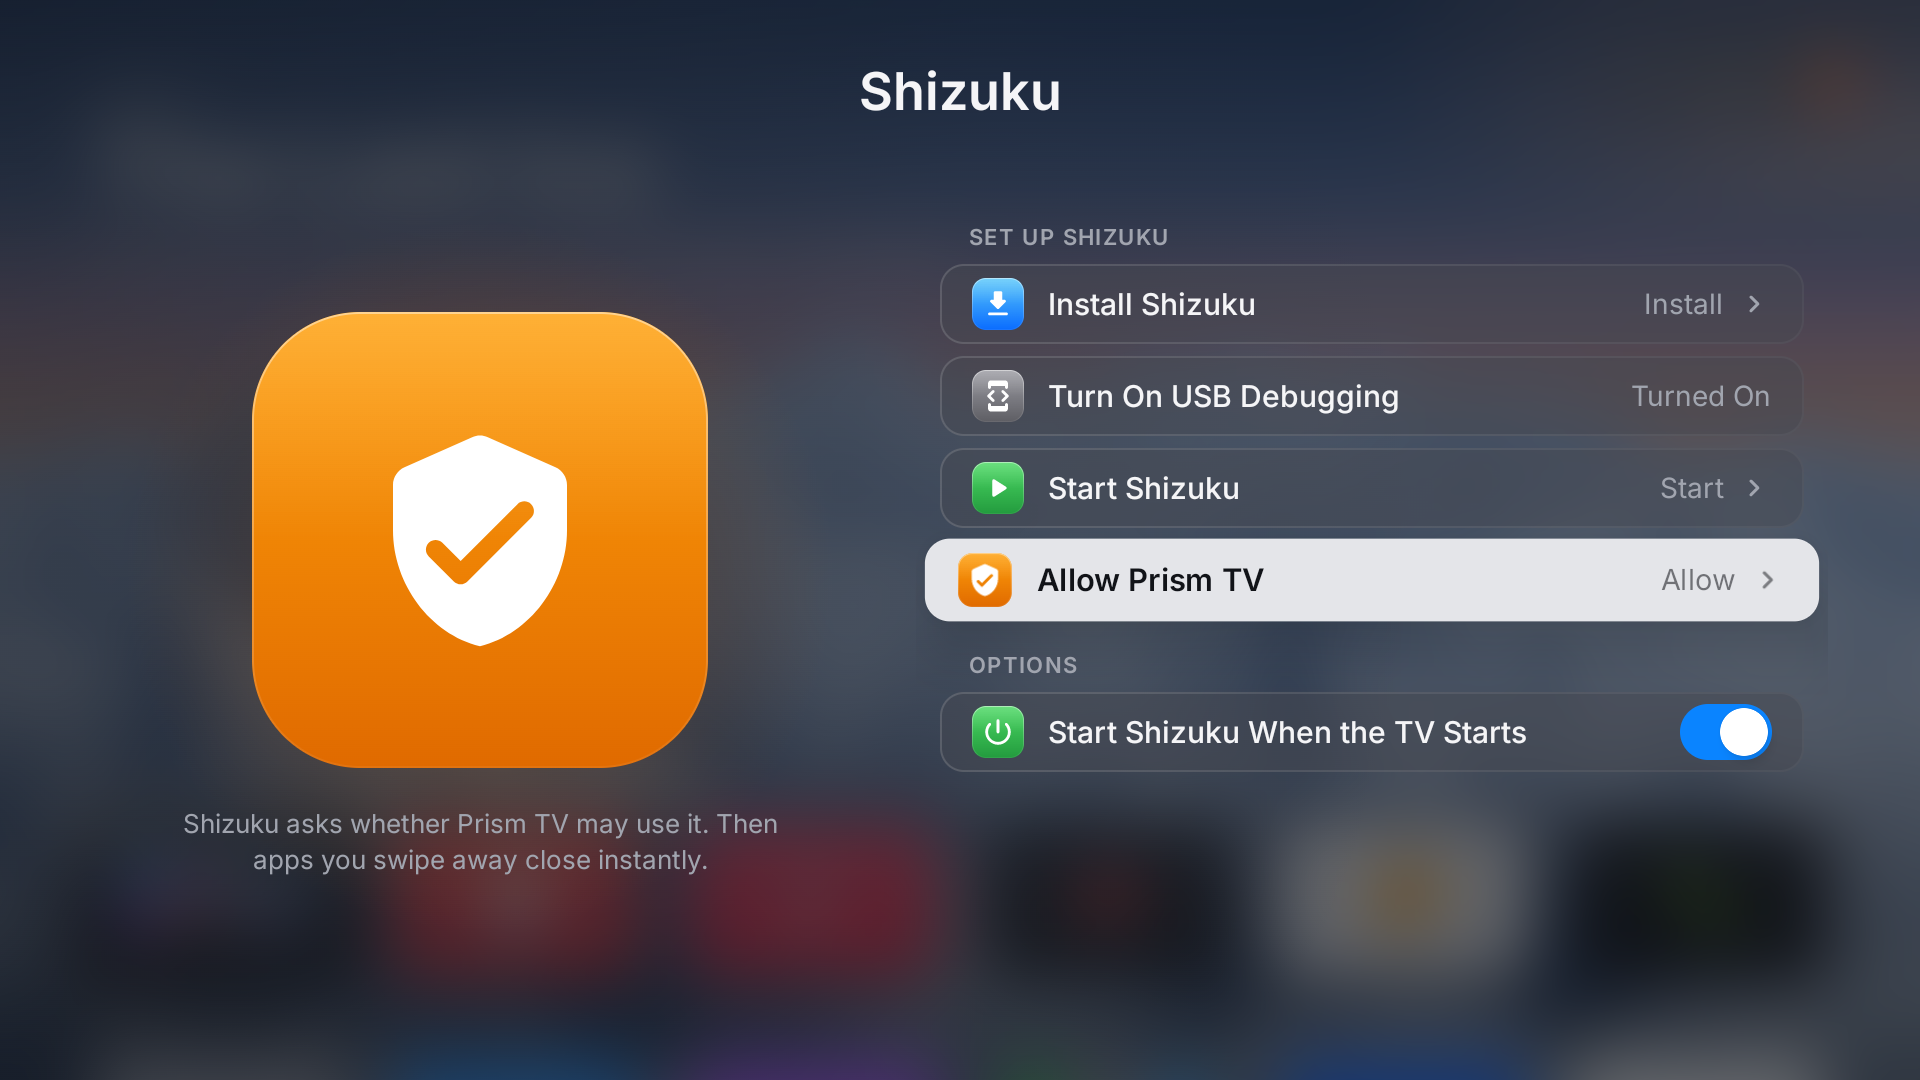 Shizuku
SET UP SHIZUKU
Install Shizuku Install
Turn On USB Debugging Turned On
Start Shizuku Start
Allow Prism TV Allow
OPTIONS
Start Shizuku When the TV Starts
Shizuku asks whether Prism TV may use it. Then
apps you swipe away close instantly.